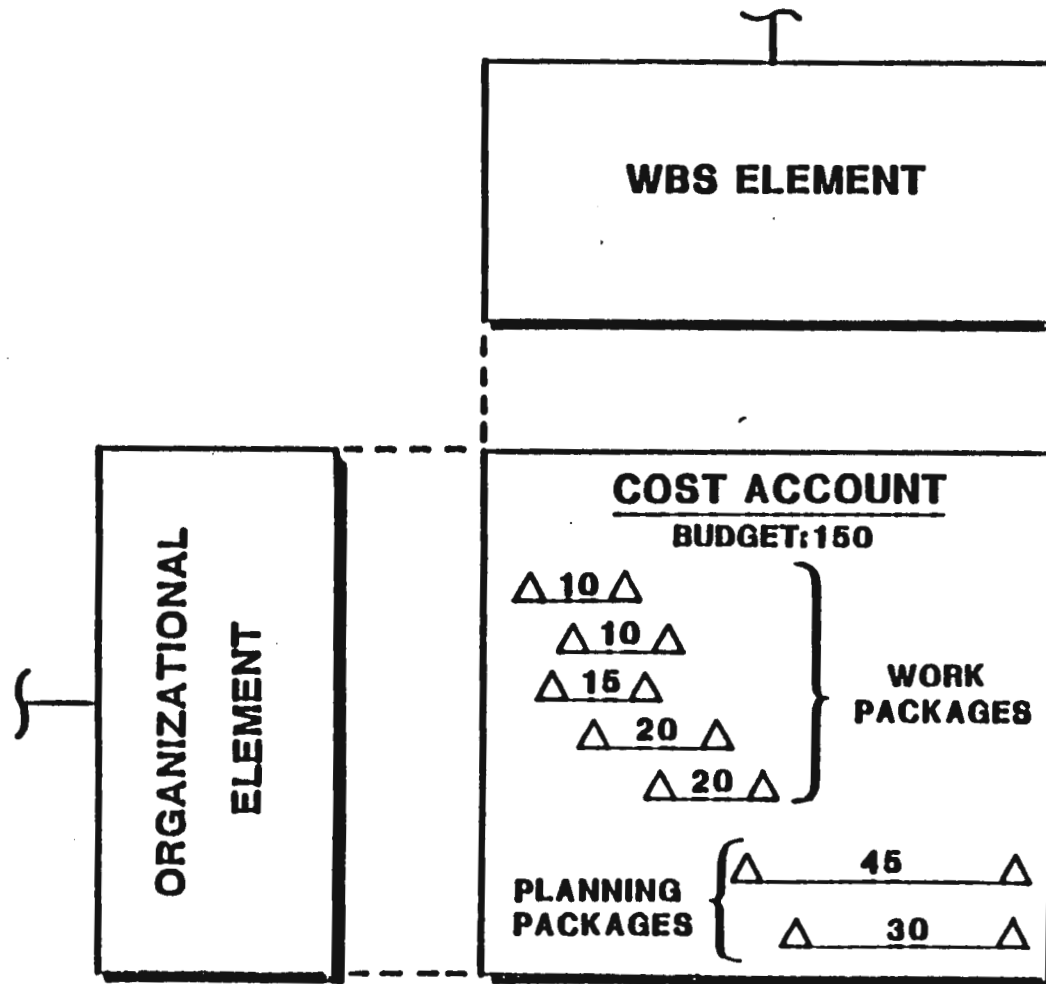 WBS ELEMENT
ORGANIZATIONAL
ELEMENT
COST ACCOUNT
BUDGET: 150
10
10
15
20
20
WORK
PACKAGES
PLANNING
PACKAGES
45
30